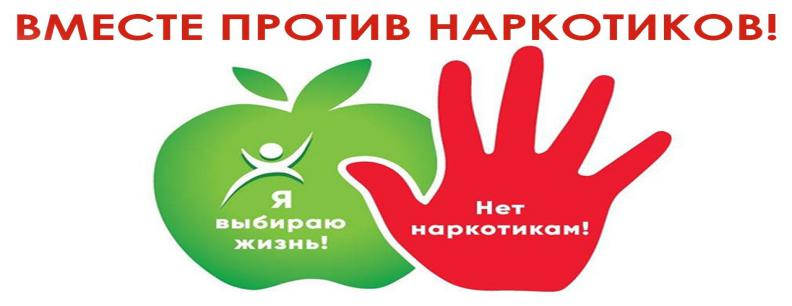 ВМЕСТЕ ПРОТИВ НАРКОТИКОВ!
Я
выбираю
жизнь!
Нет
наркотикам!